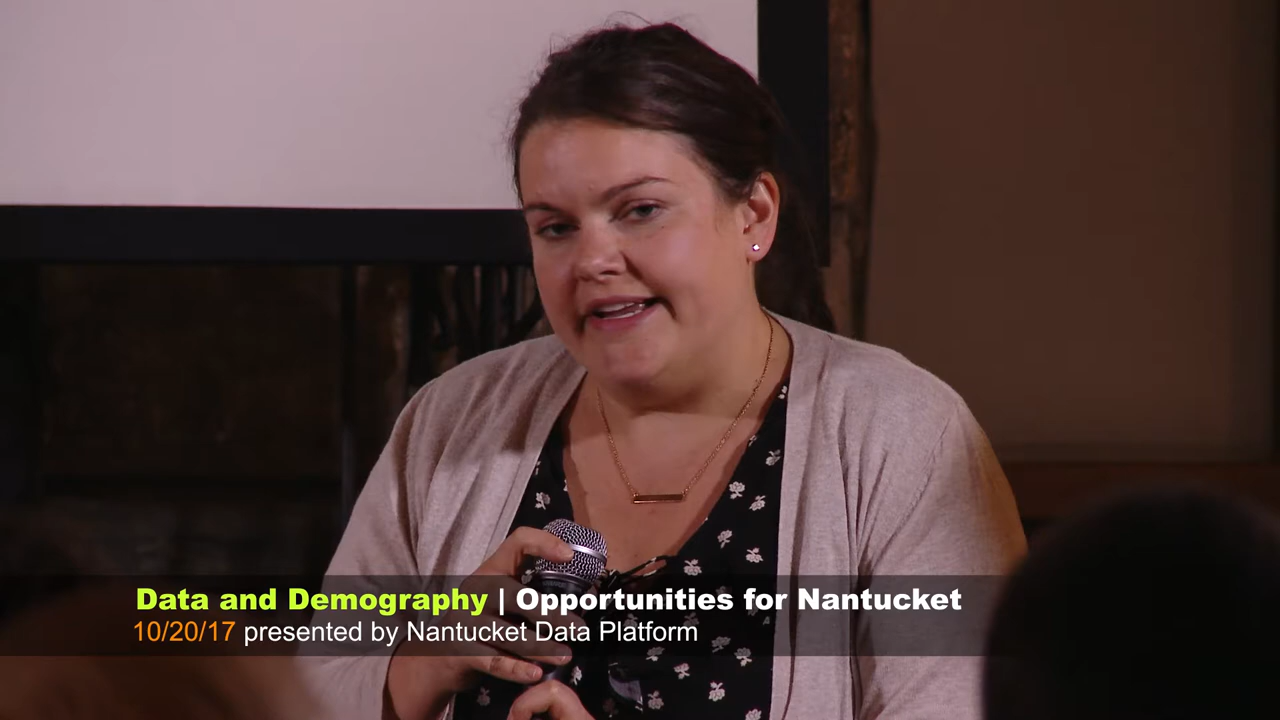 Data and Demography | Opportunities for Nantucket
10/20/17 presented by Nantucket Data Platform